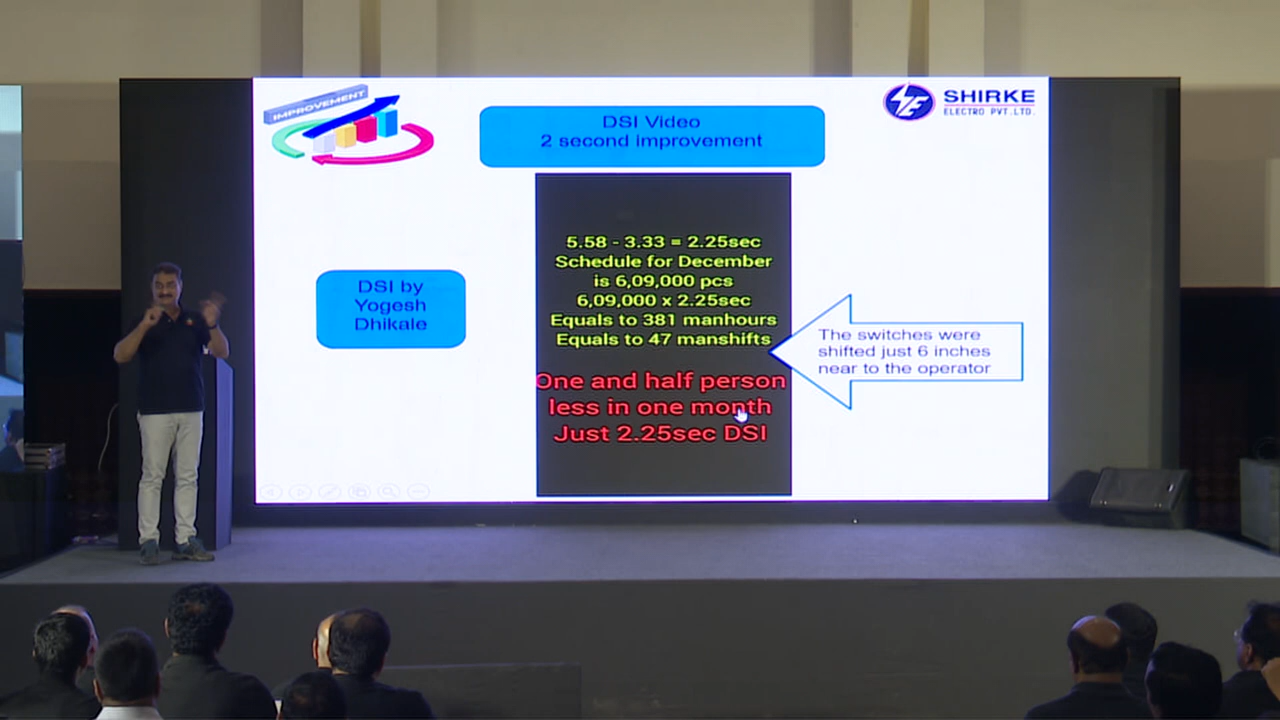 IMPROVEMENT
DSI Video
2 second improvement
SHIRKE
ELECTRO PVT.LTD.
DSI by
Yogesh
Dhikale
5.58 - 3.33 = 2.25sec
Schedule for December
is 6,09,000 pcs
6,09,000 x 2.25sec
Equals to 381 manhours
Equals to 47 manshifts
One and half person
less in one month
Just 2.25sec DSI
The switches were
shifted just 6 inches
near to the operator